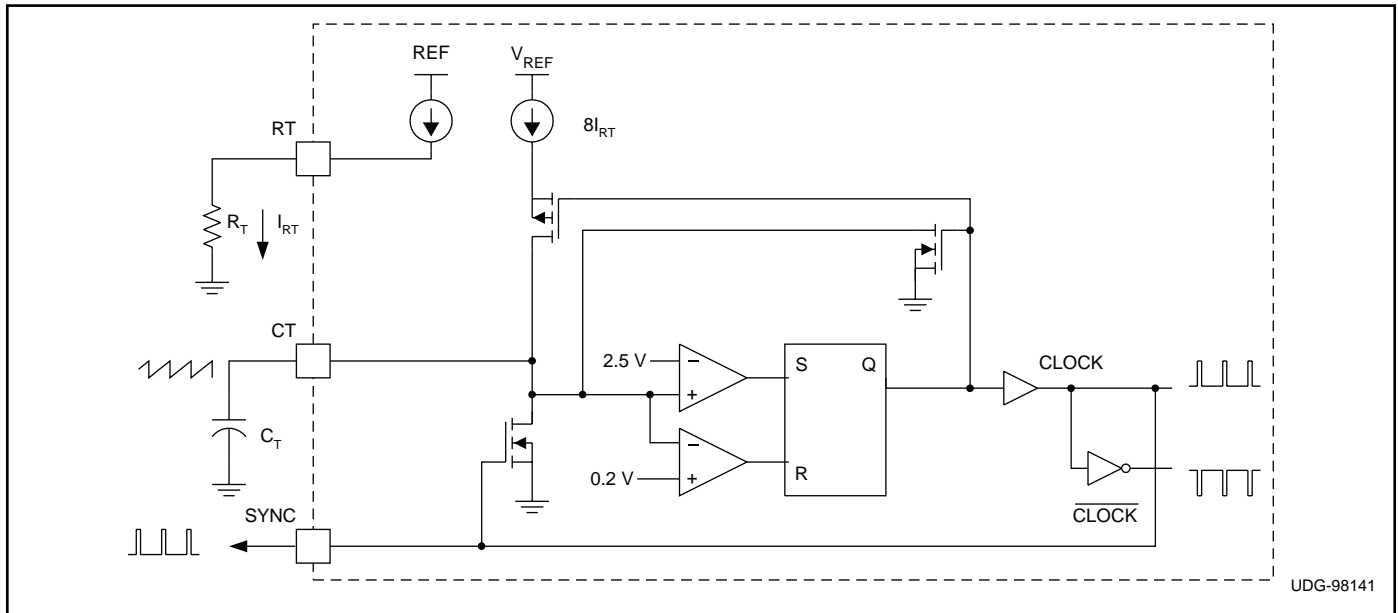 REF
V_REF
RT
8I_RT
R_T
I_RT
CT
2.5 V
−
+
S
Q
CLOCK
C_T
−
0.2 V
+
R
CLOCK
SYNC
UDG-98141